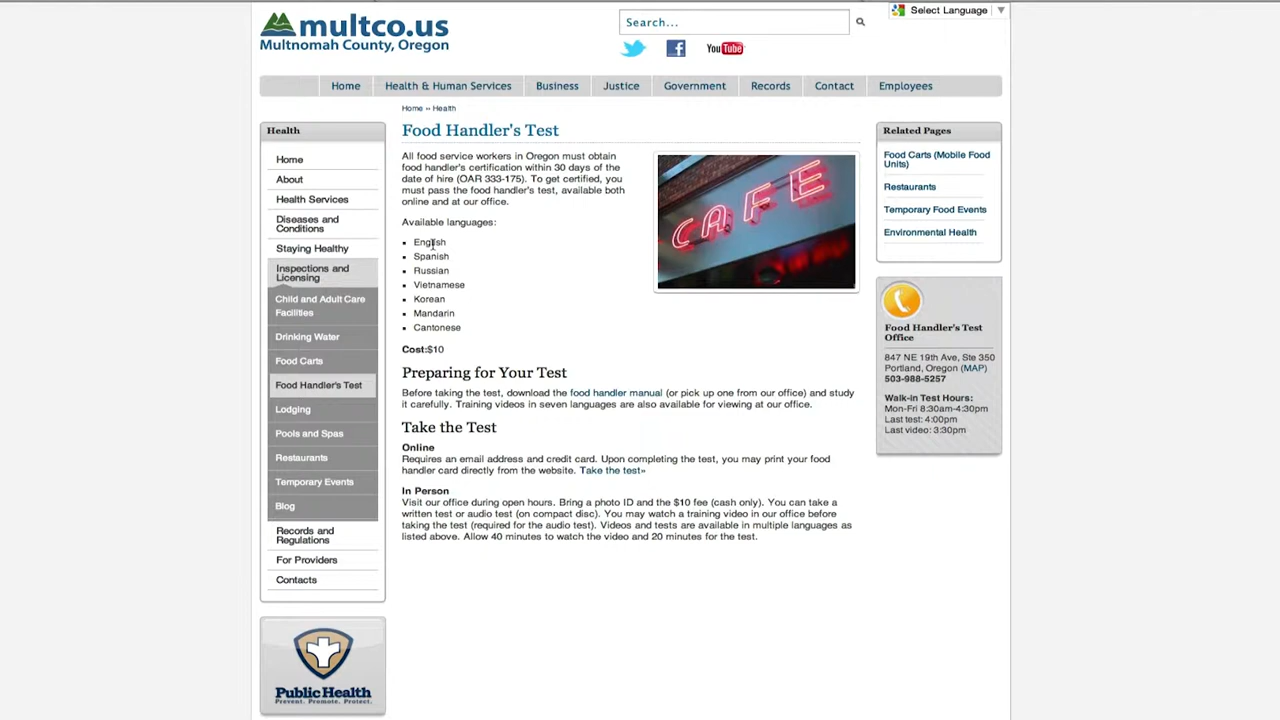 multco.us
Multnomah County, Oregon
Search...
Select Language
You Tube
Home
Health & Human Services
Business
Justice
Government
Records
Contact
Employees
Home » Health
Health
Home
About
Health Services
Diseases and
Conditions
Staying Healthy
Inspections and
Licensing
Child and Adult Care
Facilities
Drinking Water
Food Carts
Food Handler's Test
Lodging
Pools and Spas
Restaurants
Temporary Events
Blog
Records and
Regulations
For Providers
Contacts
Public Health
Prevent. Promote. Protect.
Food Handler's Test
All food service workers in Oregon must obtain
food handler's certification within 30 days of the
date of hire (OAR 333-175). To get certified, you
must pass the food handler's test, available both
online and at our office.
Available languages:
English
Spanish
Russian
Vietnamese
Korean
Mandarin
Cantonese
Cost:$10
CAFE
Preparing for Your Test
Before taking the test, download the food handler manual (or pick up one from our office) and study
it carefully. Training videos in seven languages are also available for viewing at our office.
Take the Test
Online
Requires an email address and credit card. Upon completing the test, you may print your food
handler card directly from the website. Take the test»
In Person
Visit our office during open hours. Bring a photo ID and the $10 fee (cash only). You can take a
written test or audio test (on compact disc). You may watch a training video in our office before
taking the test (required for the audio test). Videos and tests are available in multiple languages as
listed above. Allow 40 minutes to watch the video and 20 minutes for the test.
Related Pages
Food Carts (Mobile Food
Units)
Restaurants
Temporary Food Events
Environmental Health
Food Handler's Test
Office
847 NE 19th Ave, Ste 350
Portland, Oregon (MAP)
503-988-5257
Walk-in Test Hours:
Mon-Fri 8:30am-4:30pm
Last test: 4:00pm
Last video: 3:30pm